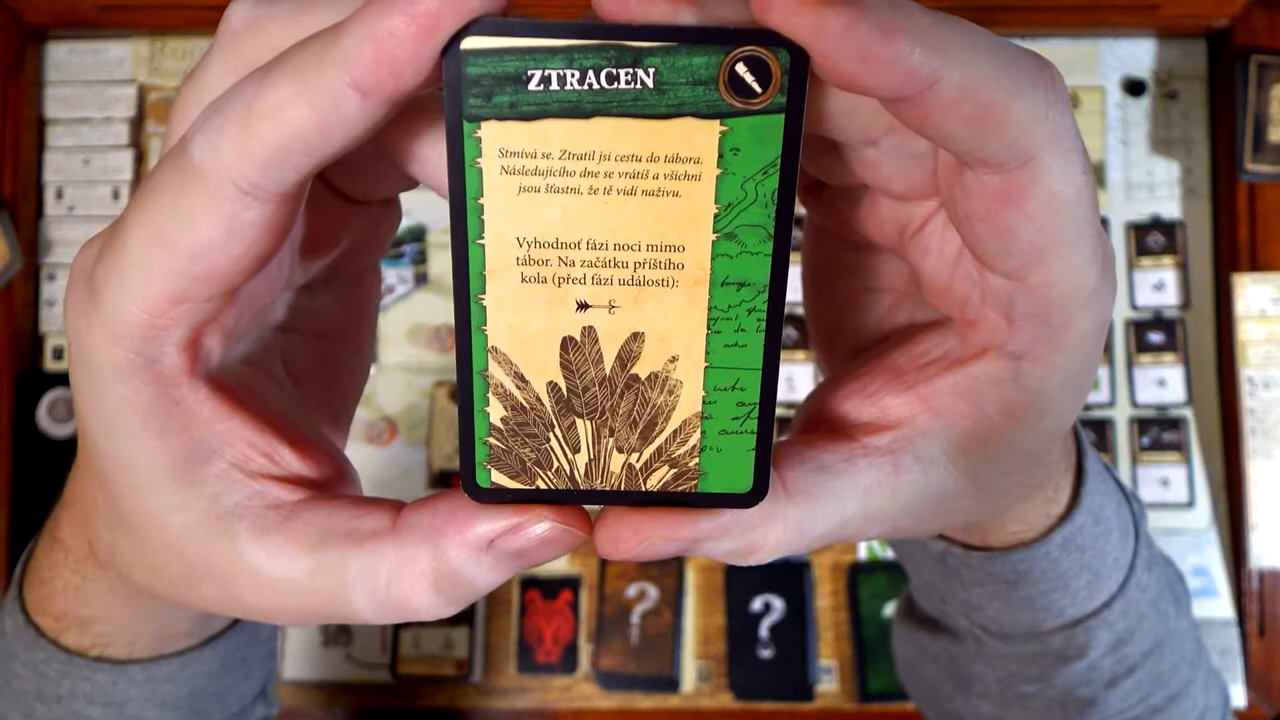 ZTRACEN
Stmívá se. Ztratil jsi cestu do tábora.
Následujícího dne se vrátíš a všichni
jsou šťastni, že tě vidí naživu.
Vyhodnoť fázi noci mimo
tábor. Na začátku příštího
kola (před fází události):
?
?